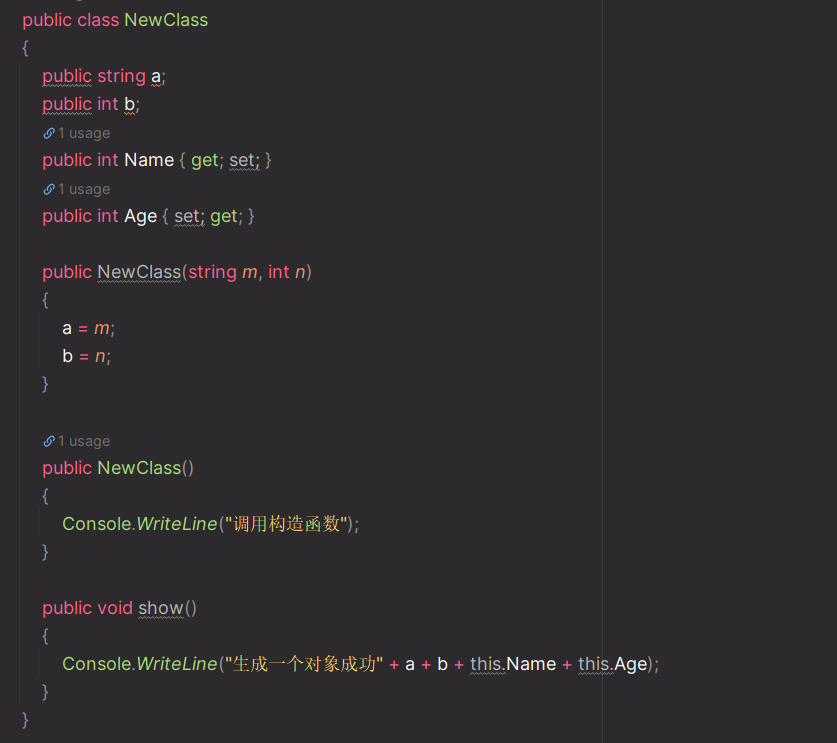 public class NewClass
{
public string a;
public int b;
1 usage
public int Name { get; set; }
1 usage
public int Age { set; get; }
public NewClass(string m, int n)
{
a = m;
b = n;
}
1 usage
public NewClass()
{
Console.WriteLine("调用构造函数");
}
public void show()
{
Console.WriteLine("生成一个对象成功" + a + b + this.Name + this.Age);
}
}